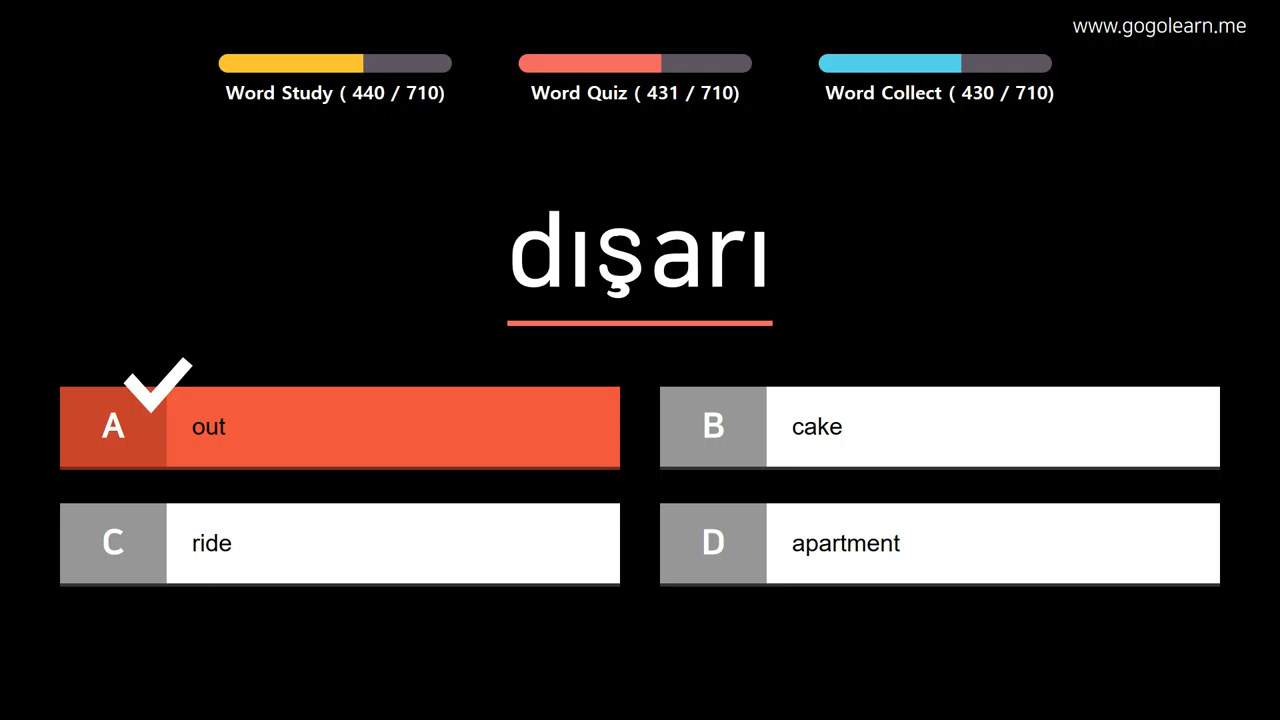 www.gogolearn.me
Word Study ( 440 / 710)
Word Quiz ( 431 / 710)
Word Collect ( 430 / 710)
dışarı
A out
B cake
C ride
D apartment